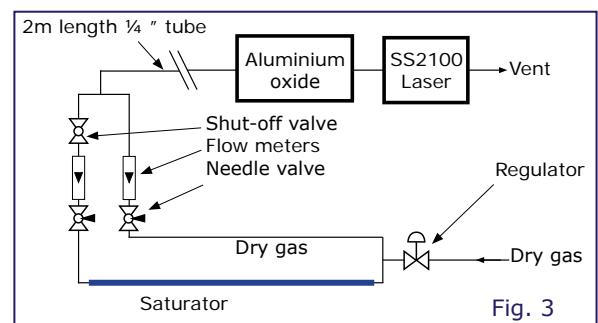 2m length ¼ " tube
Aluminium
oxide
SS2100
Laser
Vent
Shut-off valve
Flow meters
Needle valve
Regulator
Dry gas
Dry gas
Saturator
Fig. 3